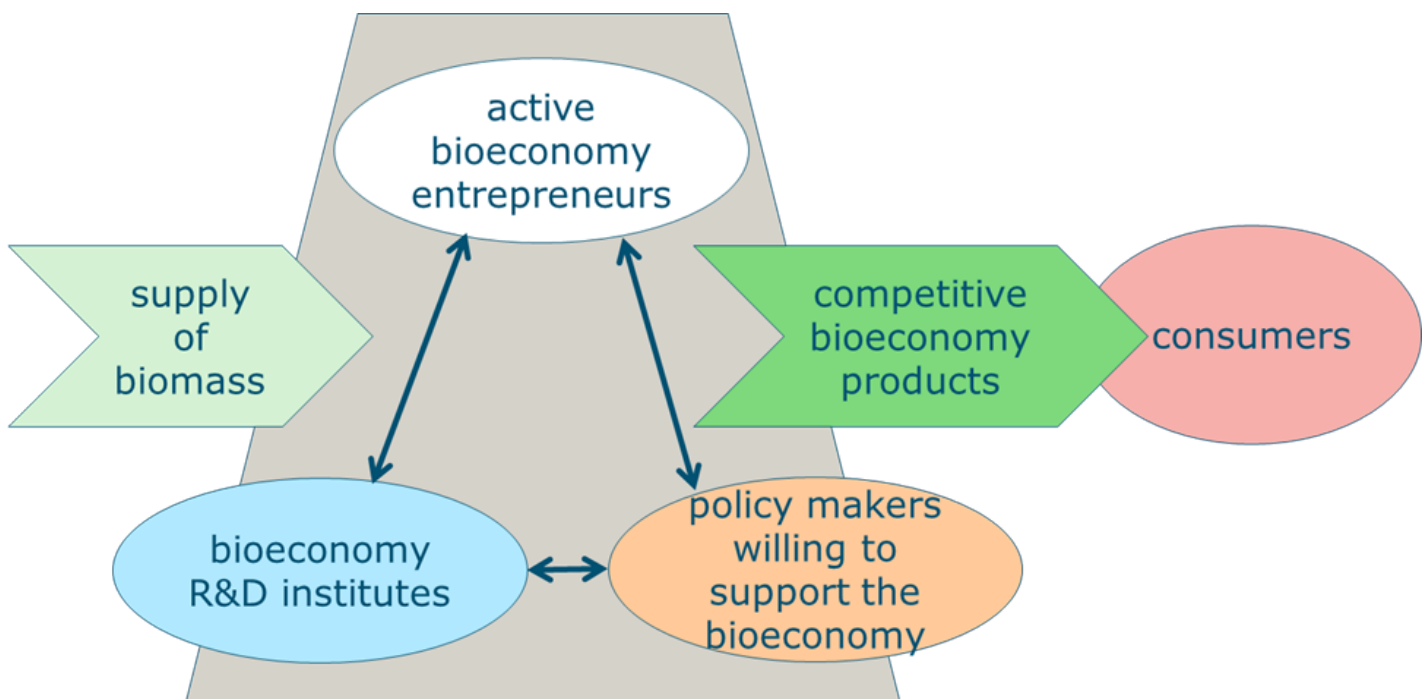 active
bioeconomy
entrepreneurs
supply
of
biomass
competitive
bioeconomy
products
consumers
bioeconomy
R&D institutes
policy makers
willing to
support the
bioeconomy